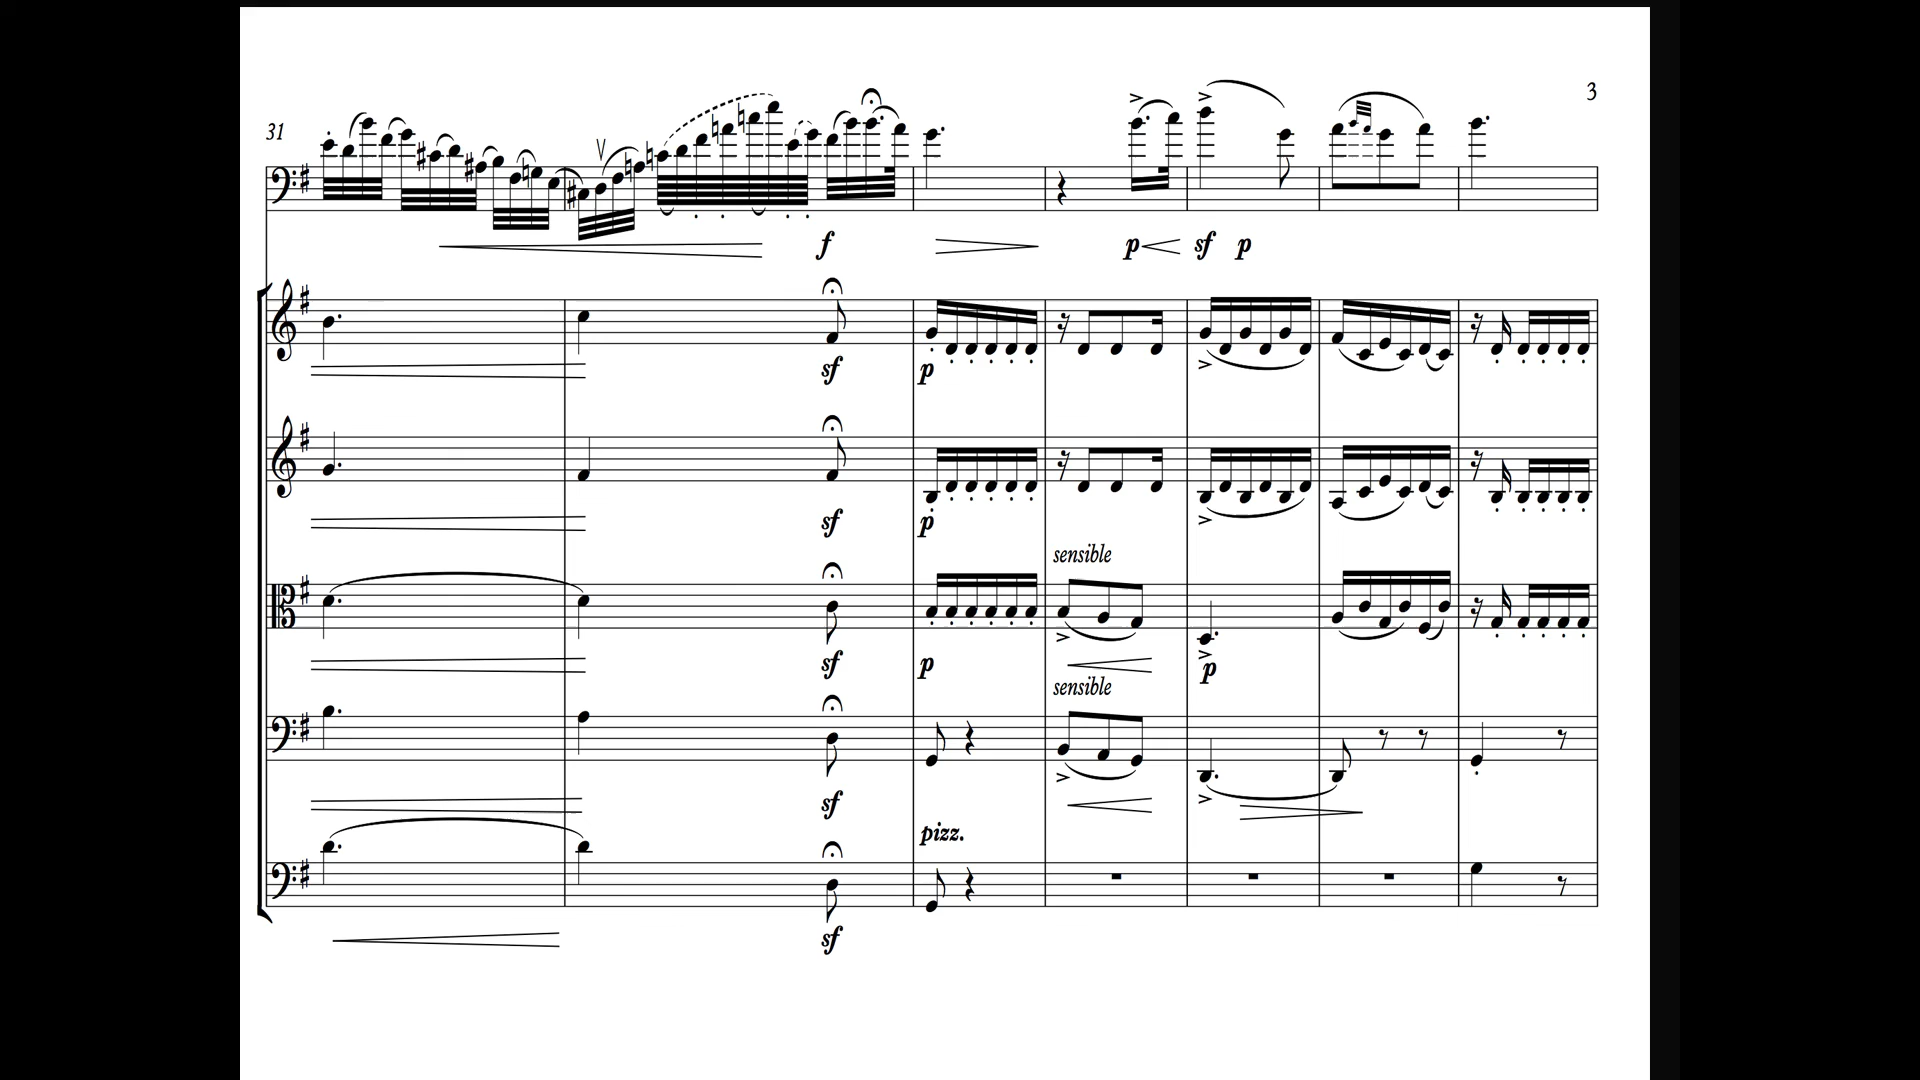 3
31
f p sf p
sf p
sf p
sensible
sf p p
sensible
sf
pizz.
sf